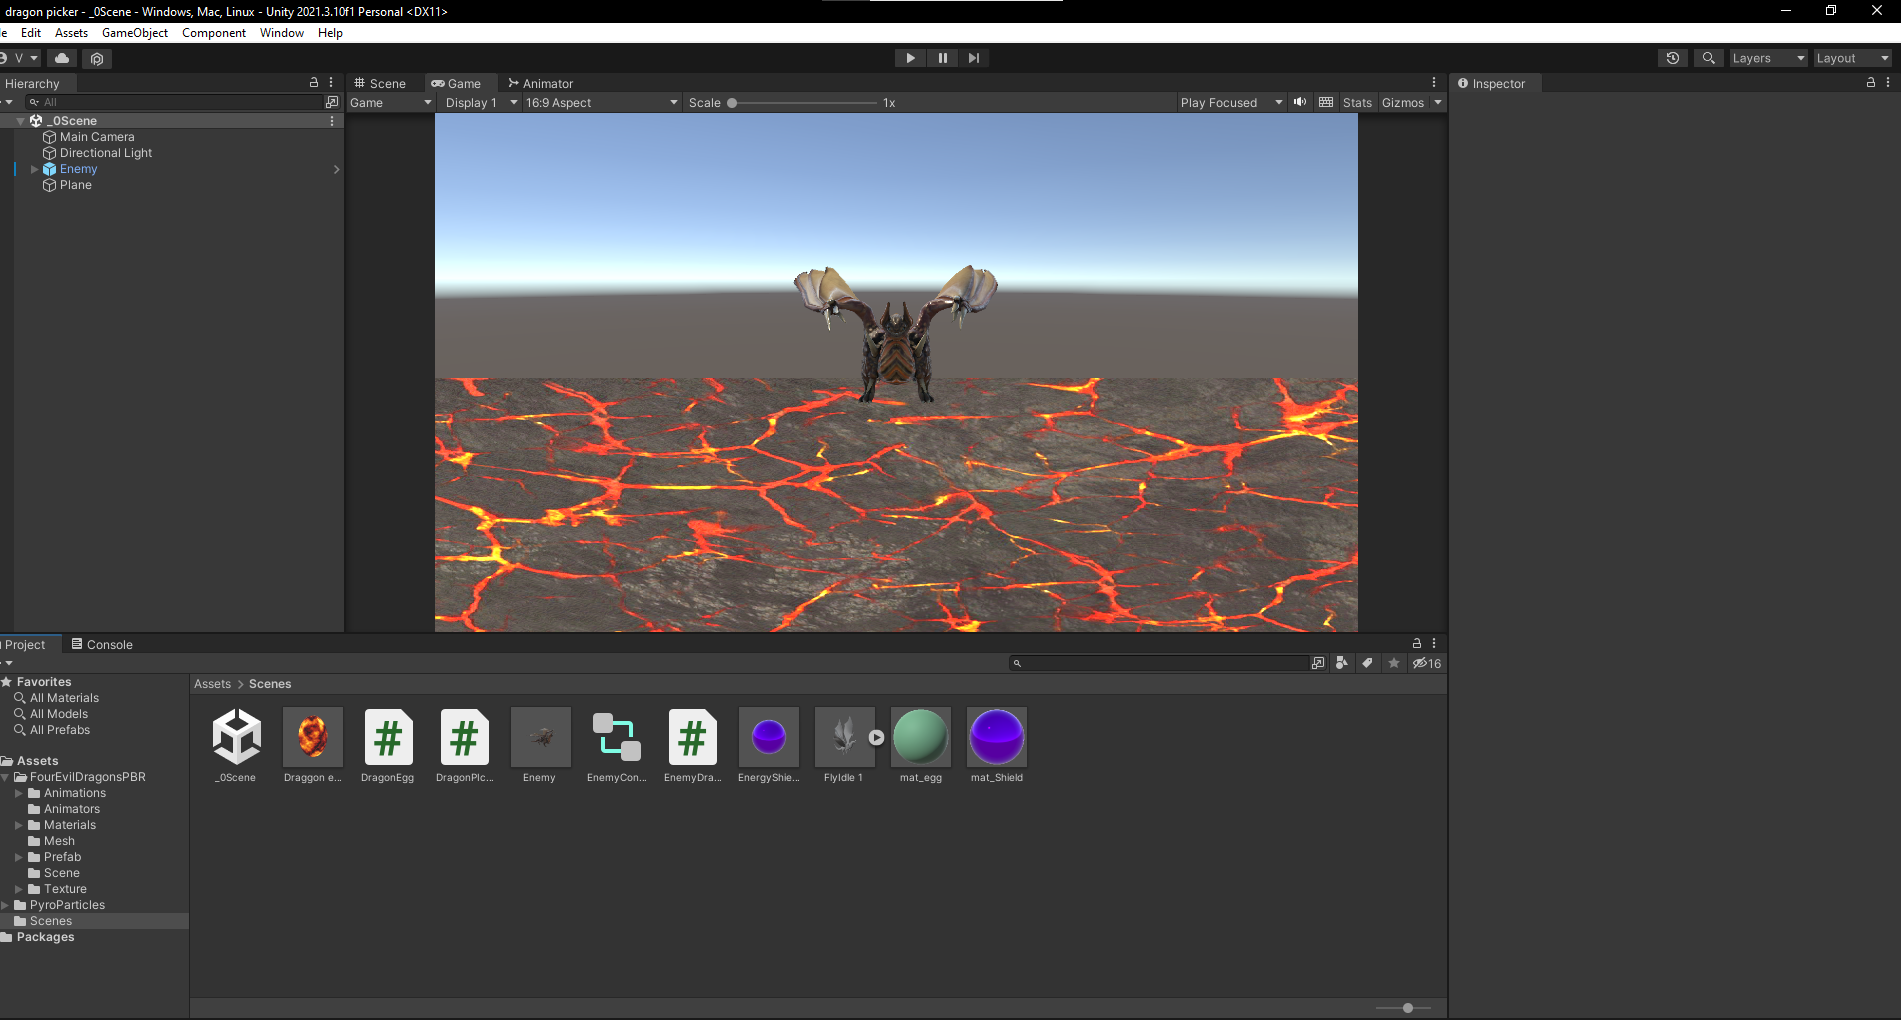 dragon picker - _0Scene - Windows, Mac, Linux - Unity 2021.3.10f1 Personal <DX11>
Edit Assets GameObject Component Window Help
V Layers Layout
Hierarchy Scene Game Animator Inspector
All Game Display 1 16:9 Aspect Scale 1x Play Focused Stats Gizmos
_0Scene
Main Camera
Directional Light
Enemy
Plane
Project Console
16
Favorites
All Materials
All Models
All Prefabs
Assets
FourEvilDragonsPBR
Animations
Animators
Materials
Mesh
Prefab
Scene
Texture
PyroParticles
Scenes
Packages
Assets > Scenes
_0Scene Draggon e... DragonEgg DragonPIc... Enemy EnemyCon... EnemyDra... EnergyShie... FlyIdle 1 mat_egg mat_Shield